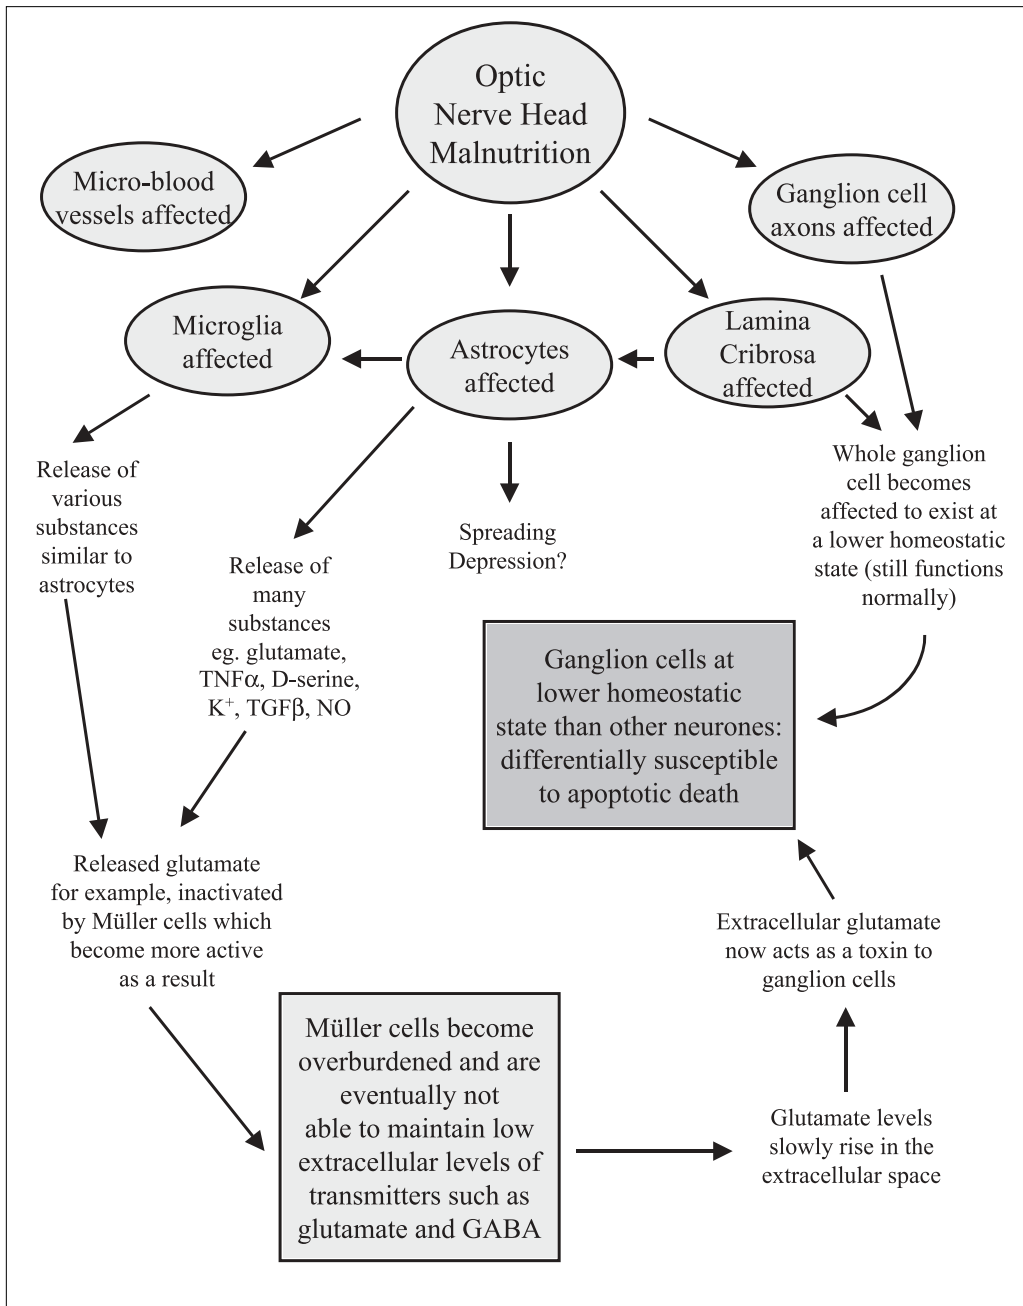 Optic
Nerve Head
Malnutrition
Micro-blood
vessels affected
Ganglion cell
axons affected
Microglia
affected
Astrocytes
affected
Lamina
Cribrosa
affected
Release of
various
substances
similar to
astrocytes
Release of
many
substances
eg. glutamate,
TNFα, D-serine,
K⁺, TGFβ, NO
Spreading
Depression?
Whole ganglion
cell becomes
affected to exist at
a lower homeostatic
state (still functions
normally)
Ganglion cells at
lower homeostatic
state than other neurones:
differentially susceptible
to apoptotic death
Released glutamate
for example, inactivated
by Müller cells which
become more active
as a result
Müller cells become
overburdened and are
eventually not
able to maintain low
extracellular levels of
transmitters such as
glutamate and GABA
Glutamate levels
slowly rise in the
extracellular space
Extracellular glutamate
now acts as a toxin to
ganglion cells